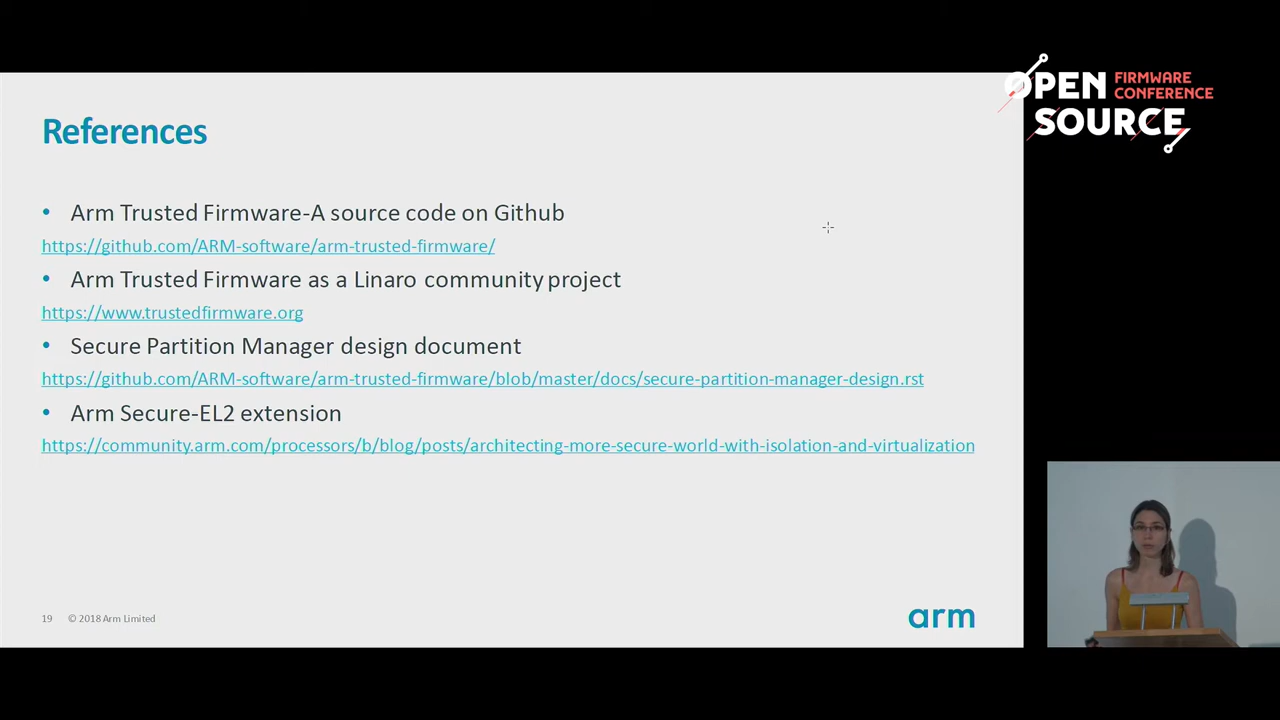 OPEN FIRMWARE CONFERENCE
SOURCE
References
• Arm Trusted Firmware-A source code on Github
https://github.com/ARM-software/arm-trusted-firmware/
• Arm Trusted Firmware as a Linaro community project
https://www.trustedfirmware.org
• Secure Partition Manager design document
https://github.com/ARM-software/arm-trusted-firmware/blob/master/docs/secure-partition-manager-design.rst
• Arm Secure-EL2 extension
https://community.arm.com/processors/b/blog/posts/architecting-more-secure-world-with-isolation-and-virtualization
19 © 2018 Arm Limited
arm